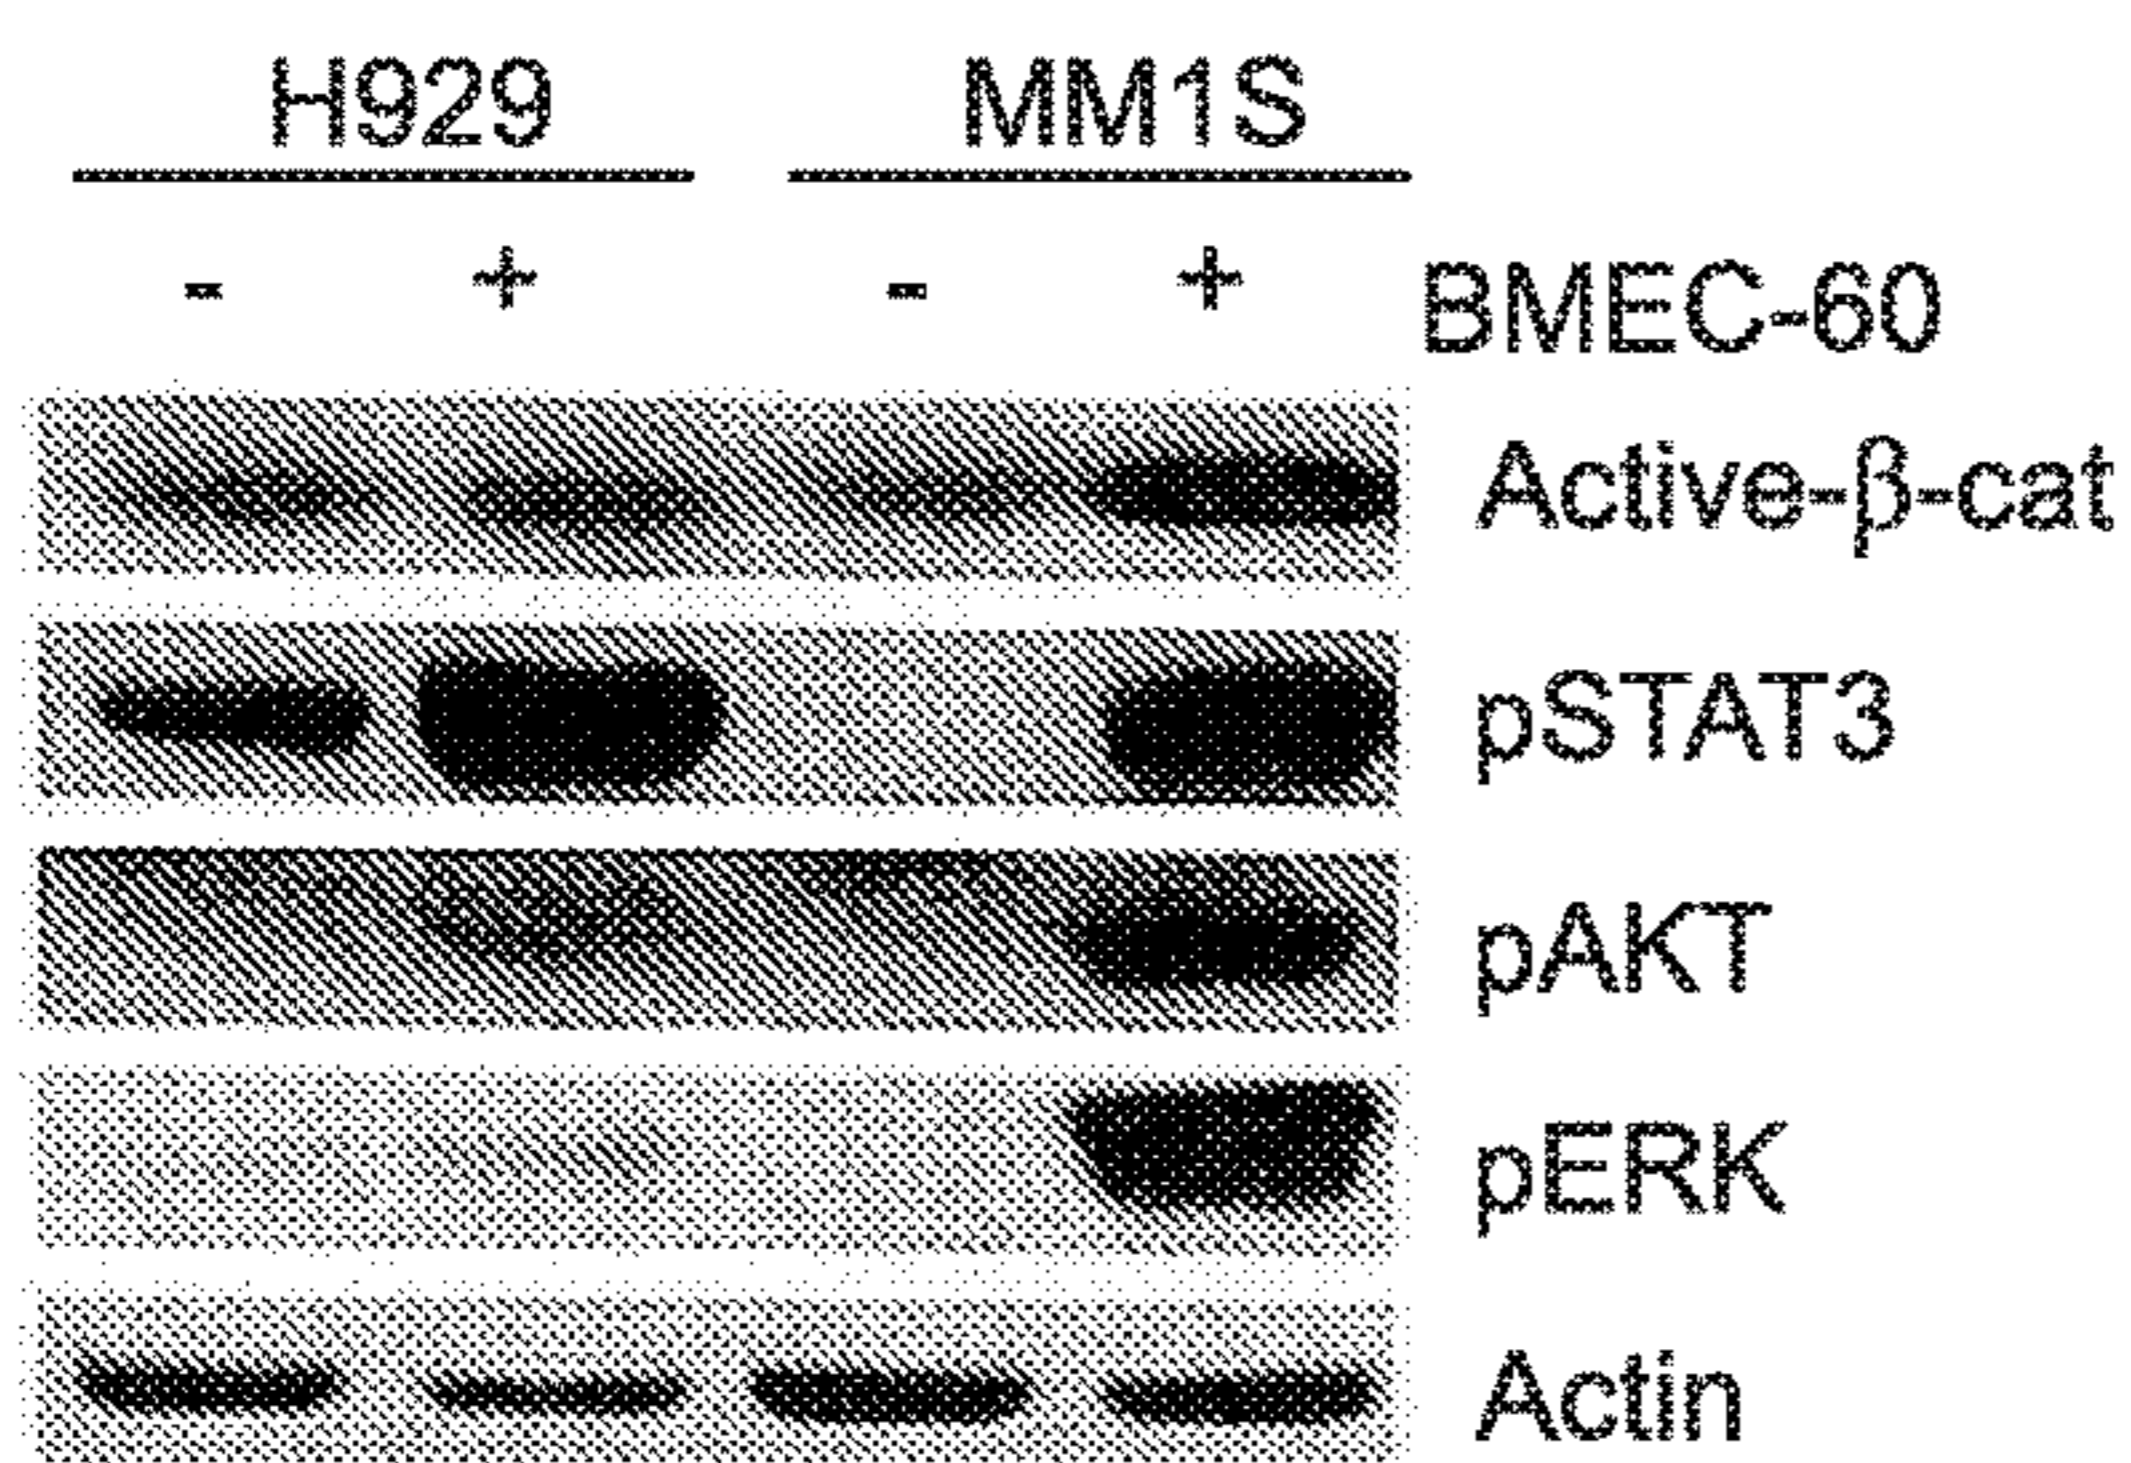 H929 MM1S
- + - + BMEC-60
Active-β-cat
pSTAT3
pAKT
pERK
Actin